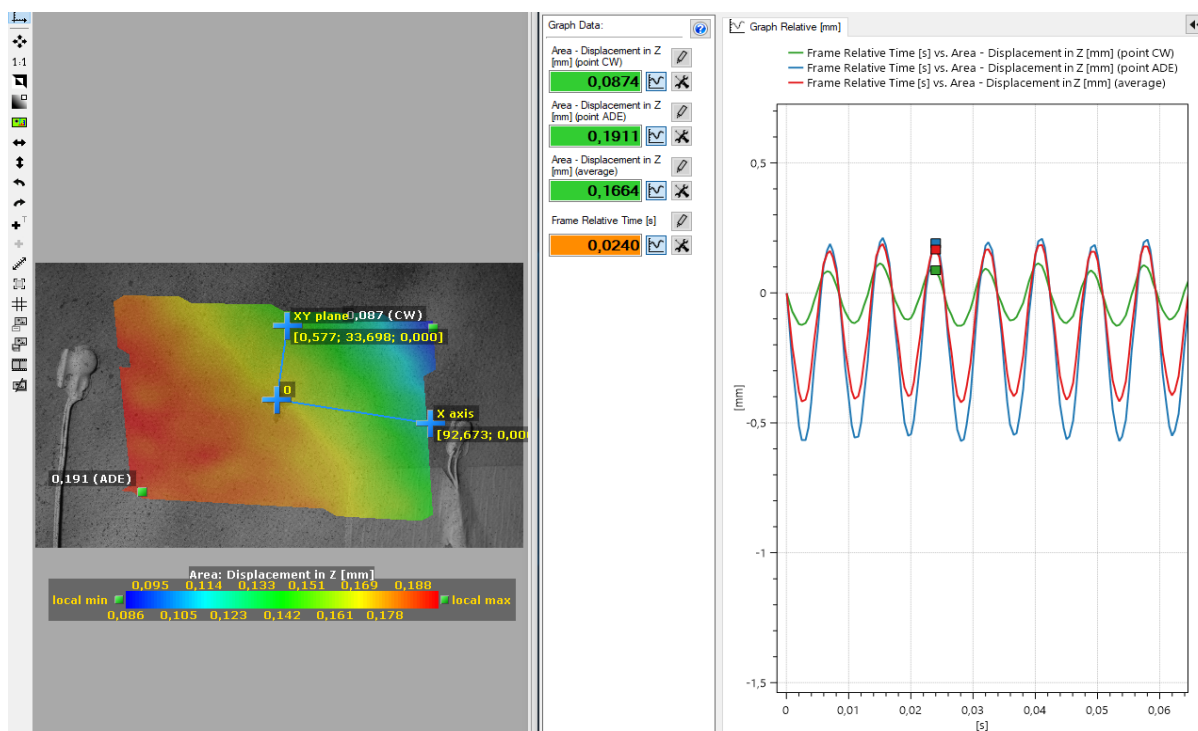 1:1
T
XY plane
0,087 (CW)
[0,577; 33,698; 0,000]
0
X axis
[92,673; 0,00
0,191 (ADE)
Area: Displacement in Z [mm]
0,095 0,114 0,133 0,151 0,169 0,188
local min local max
0,086 0,105 0,123 0,142 0,161 0,178
Graph Data:
Area - Displacement in Z
[mm] (point CW)
0,0874
Area - Displacement in Z
[mm] (point ADE)
0,1911
Area - Displacement in Z
[mm] (average)
0,1664
Frame Relative Time [s]
0,0240
Graph Relative [mm]
Frame Relative Time [s] vs. Area - Displacement in Z [mm] (point CW)
Frame Relative Time [s] vs. Area - Displacement in Z [mm] (point ADE)
Frame Relative Time [s] vs. Area - Displacement in Z [mm] (average)
0,5
0
-0,5
-1
-1,5
[mm]
0 0,01 0,02 0,03 0,04 0,05 0,06
[s]